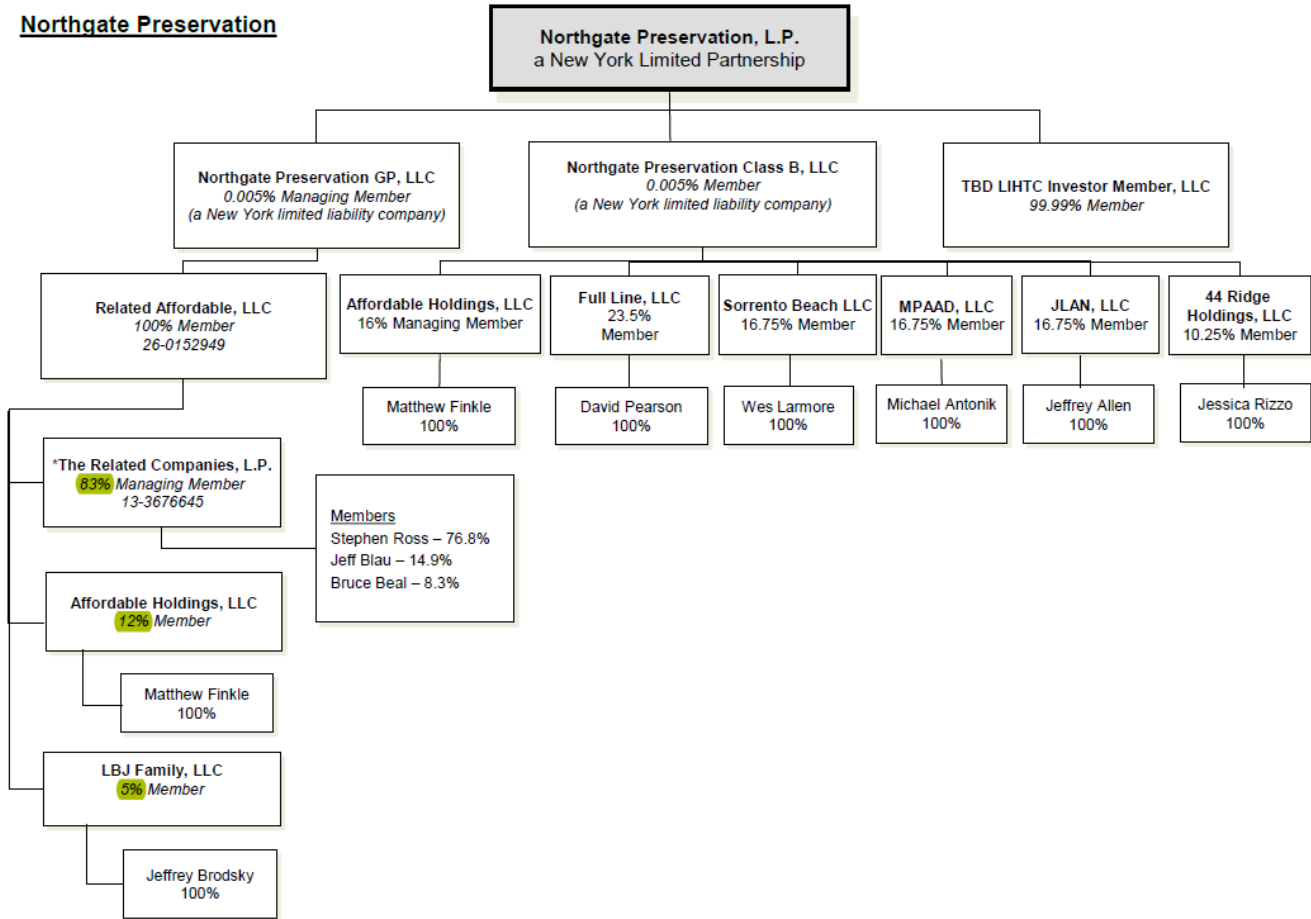 Northgate Preservation
Northgate Preservation, L.P.
a New York Limited Partnership
Northgate Preservation GP, LLC
0.005% Managing Member
(a New York limited liability company)
Northgate Preservation Class B, LLC
0.005% Member
(a New York limited liability company)
TBD LIHTC Investor Member, LLC
99.99% Member
Related Affordable, LLC
100% Member
26-0152949
Affordable Holdings, LLC
16% Managing Member
Full Line, LLC
23.5%
Member
Sorrento Beach LLC
16.75% Member
MPAAD, LLC
16.75% Member
JLAN, LLC
16.75% Member
44 Ridge
Holdings, LLC
10.25% Member
Matthew Finkle
100%
David Pearson
100%
Wes Larmore
100%
Michael Antonik
100%
Jeffrey Allen
100%
Jessica Rizzo
100%
*The Related Companies, L.P.
83% Managing Member
13-3676645
Members
Stephen Ross – 76.8%
Jeff Blau – 14.9%
Bruce Beal – 8.3%
Affordable Holdings, LLC
12% Member
Matthew Finkle
100%
LBJ Family, LLC
5% Member
Jeffrey Brodsky
100%